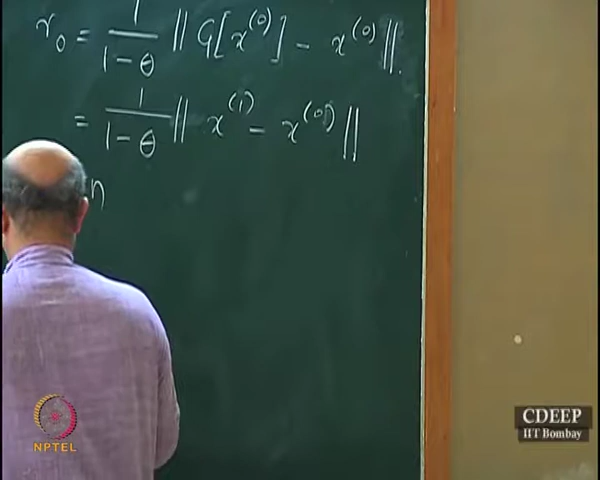 r₀ = 1/(1-θ) ‖ G[x⁽⁰⁾] - x⁽⁰⁾ ‖.
= 1/(1-θ) ‖ x⁽¹⁾ - x⁽⁰⁾ ‖
n
NPTEL
CDEEP
IIT Bombay